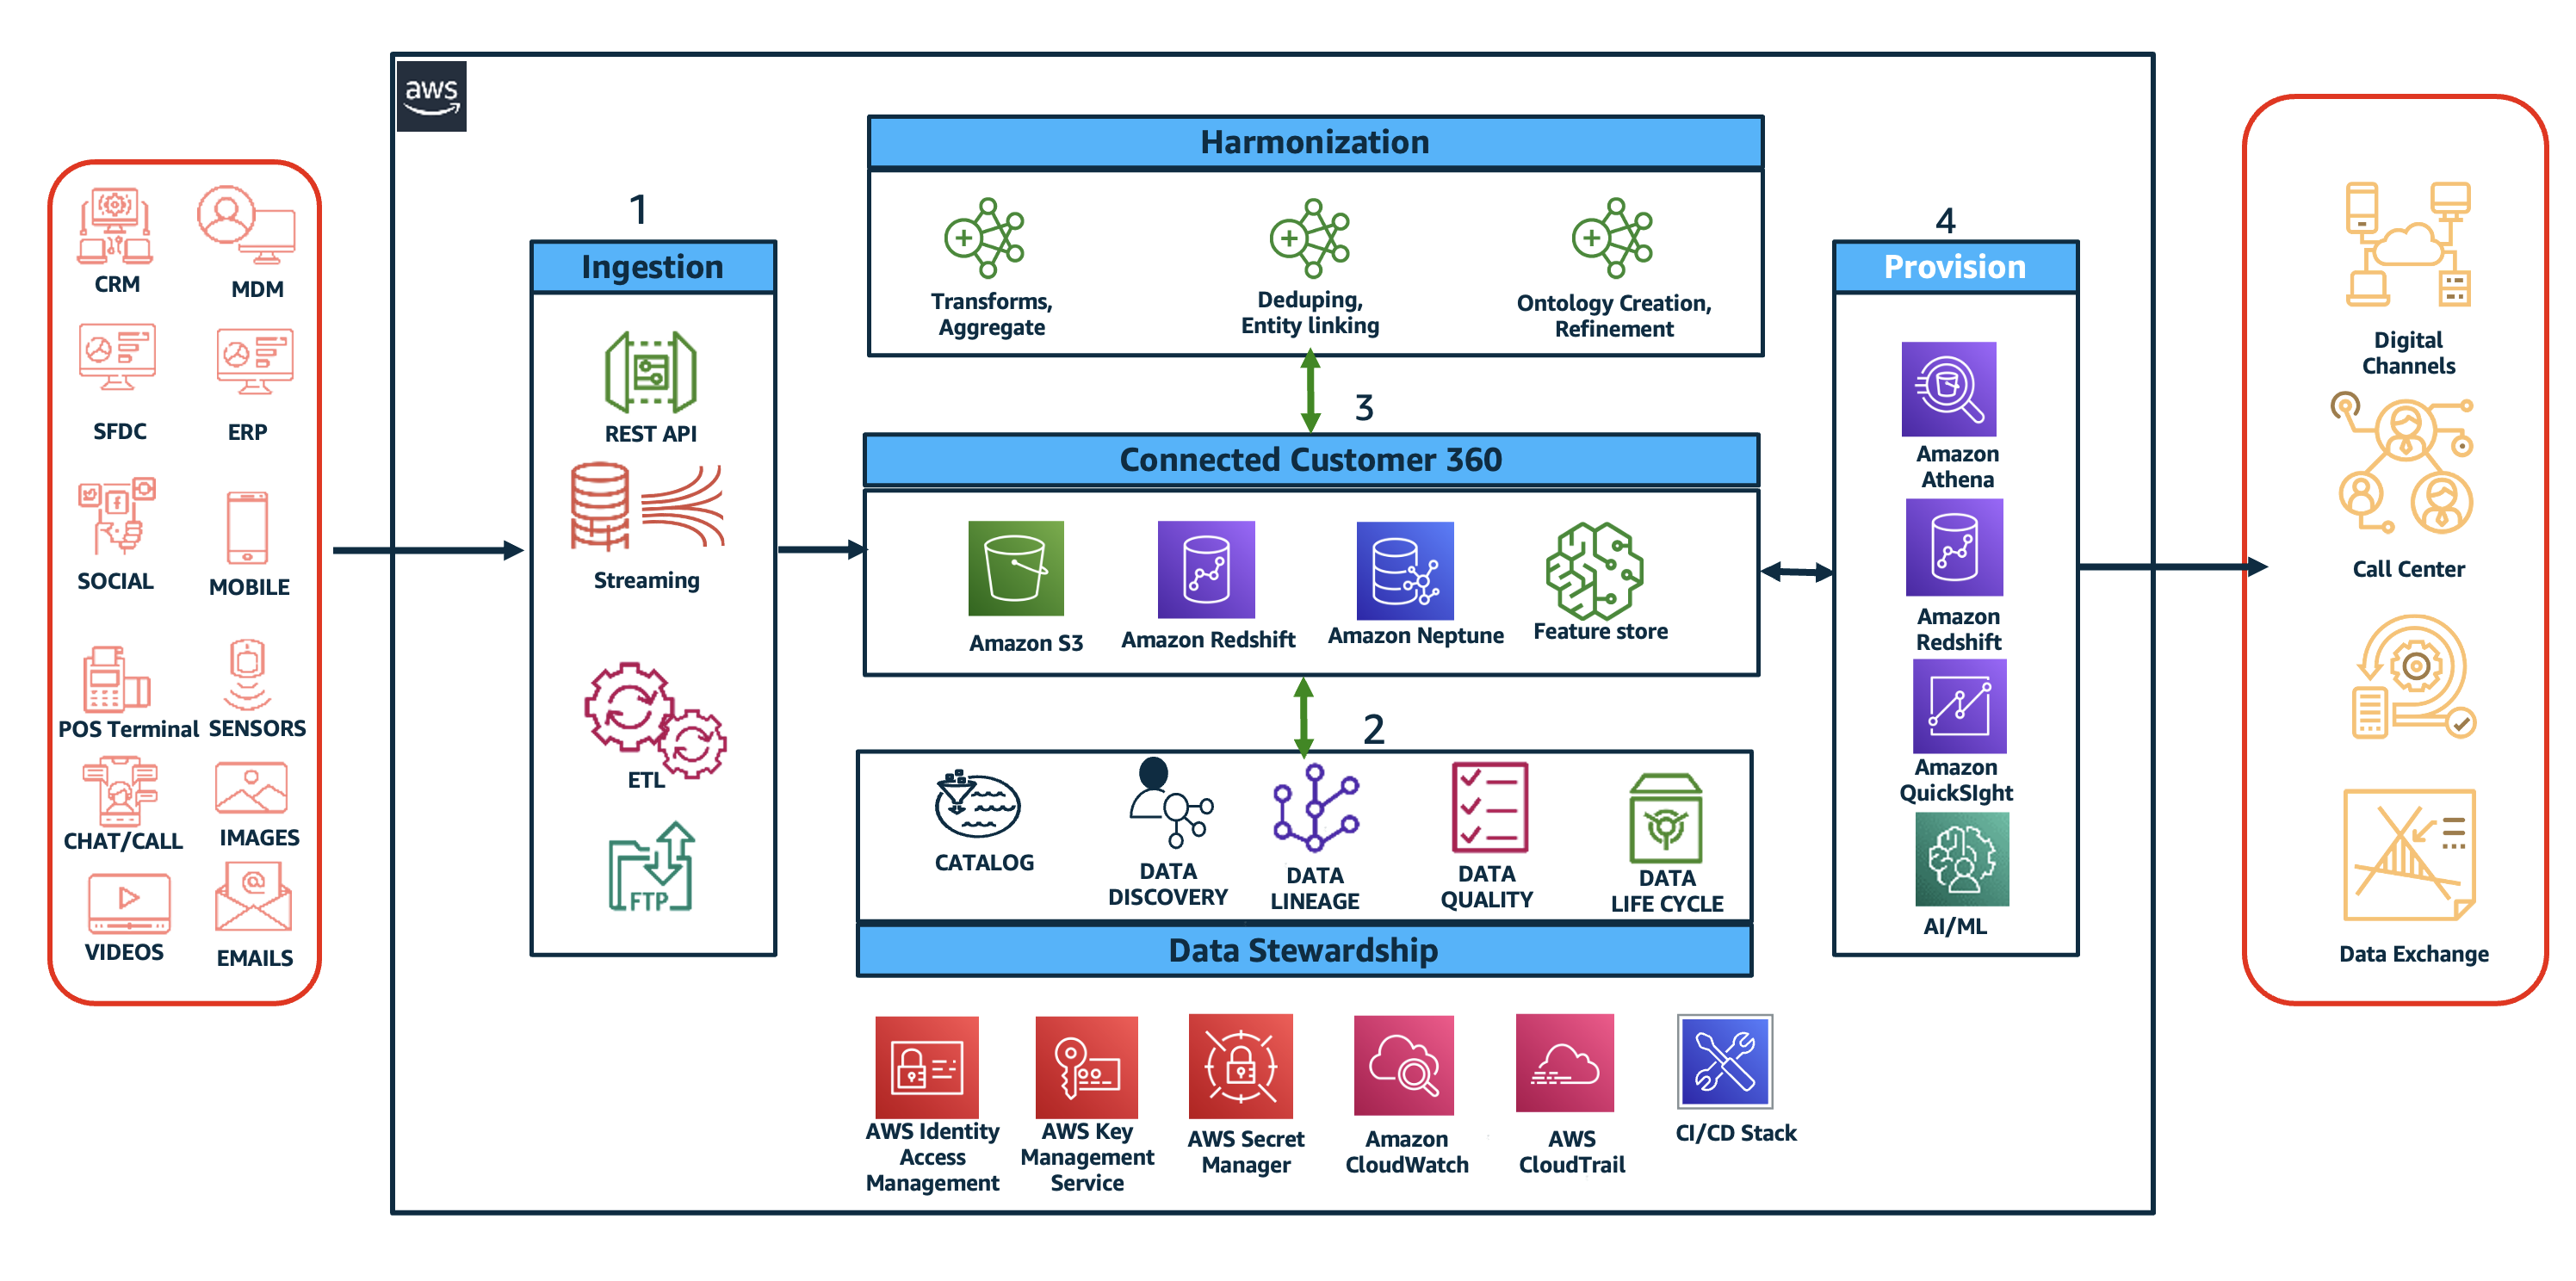 aws
CRM
MDM
SFDC
ERP
SOCIAL
MOBILE
POS Terminal
SENSORS
CHAT/CALL
IMAGES
VIDEOS
@
EMAILS
1
Ingestion
REST API
Streaming
ETL
FTP
Harmonization
Transforms,
Aggregate
Deduping,
Entity linking
Ontology Creation,
Refinement
3
Connected Customer 360
Amazon S3
Amazon Redshift
Amazon Neptune
Feature store
2
CATALOG
DATA
DISCOVERY
DATA
LINEAGE
DATA
QUALITY
DATA
LIFE CYCLE
Data Stewardship
AWS Identity
Access
Management
AWS Key
Management
Service
AWS Secret
Manager
Amazon
CloudWatch
AWS
CloudTrail
CI/CD Stack
4
Provision
Amazon
Athena
Amazon
Redshift
Amazon
QuickSIght
AI/ML
Digital
Channels
Call Center
Data Exchange